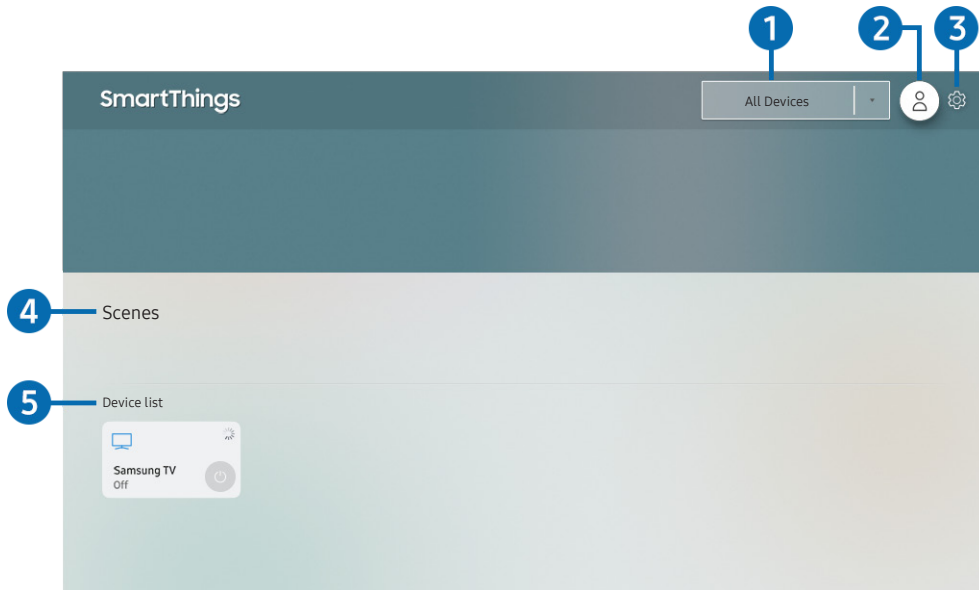 1 2 3
SmartThings
All Devices
4 Scenes
5 Device list
Samsung TV
Off